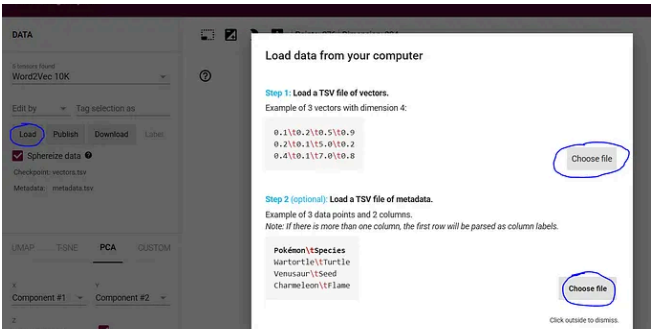 DATA
5 tensors found
Word2Vec 10K
Edit by
Tag selection as
Load
Publish
Download
Label
Sphereize data
Checkpoint: vectors.tsv
Metadata: metadata.tsv
UMAP
T-SNE
PCA
CUSTOM
X
Component #1
Y
Component #2
Z
Load data from your computer
Step 1: Load a TSV file of vectors.
Example of 3 vectors with dimension 4:
0.1\t0.2\t0.5\t0.9
0.2\t0.1\t5.0\t0.2
0.4\t0.1\t7.0\t0.8
Choose file
Step 2 (optional): Load a TSV file of metadata.
Example of 3 data points and 2 columns.
Note: If there is more than one column, the first row will be parsed as column labels.
Pokémon\tSpecies
Wartortle\tTurtle
Venusaur\tSeed
Charmeleon\tFlame
Choose file
Click outside to dismiss.